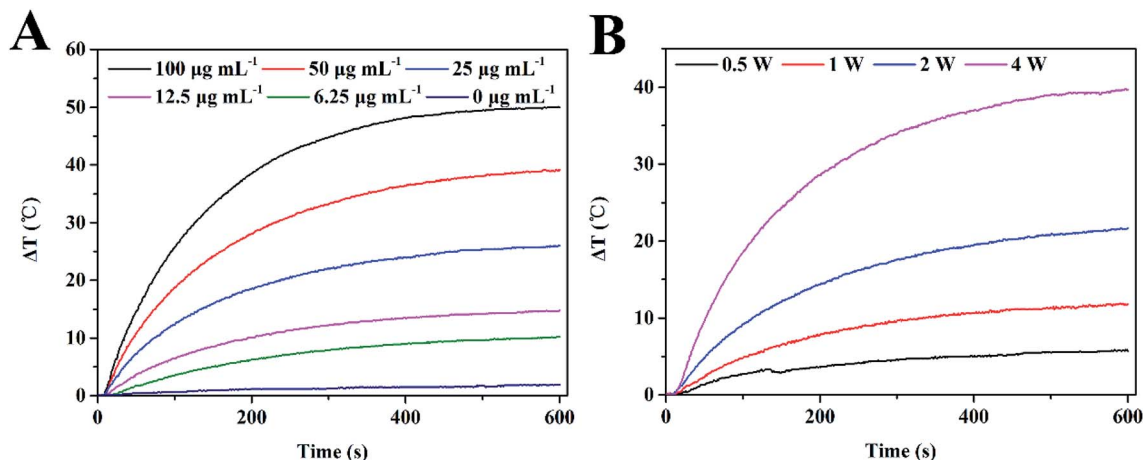 A
60
50
40
30
20
10
0
ΔT (℃)
100 µg mL⁻¹ 50 µg mL⁻¹ 25 µg mL⁻¹
12.5 µg mL⁻¹ 6.25 µg mL⁻¹ 0 µg mL⁻¹
0 200 400 600
Time (s)
B
40
30
20
10
0
ΔT (℃)
0.5 W 1 W 2 W 4 W
0 200 400 600
Time (s)